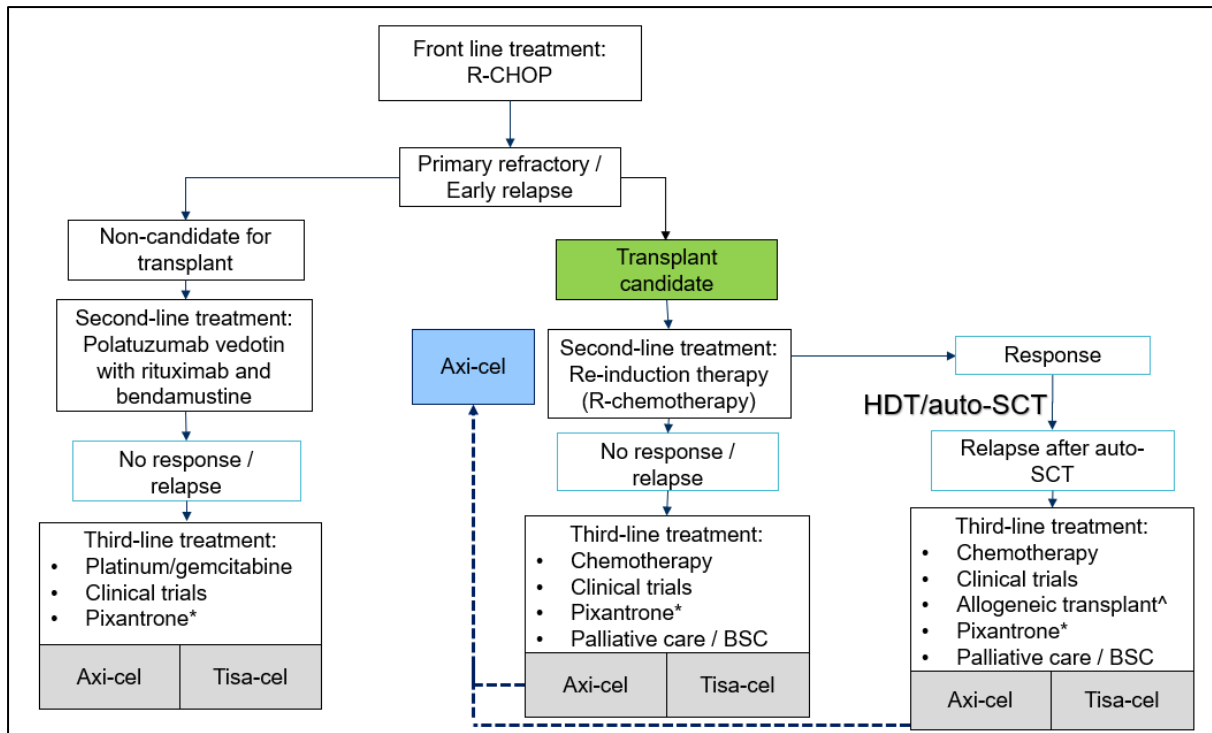 Front line treatment:
R-CHOP
Primary refractory /
Early relapse
Non-candidate for
transplant
Transplant
candidate
Second-line treatment:
Polatuzumab vedotin
with rituximab and
bendamustine
Axi-cel
Second-line treatment:
Re-induction therapy
(R-chemotherapy)
Response
HDT/auto-SCT
No response /
relapse
No response /
relapse
Relapse after auto-
SCT
Third-line treatment:
• Platinum/gemcitabine
• Clinical trials
• Pixantrone*
Axi-cel
Tisa-cel
Third-line treatment:
• Chemotherapy
• Clinical trials
• Pixantrone*
• Palliative care / BSC
Axi-cel
Tisa-cel
Third-line treatment:
• Chemotherapy
• Clinical trials
• Allogeneic transplant^
• Pixantrone*
• Palliative care / BSC
Axi-cel
Tisa-cel